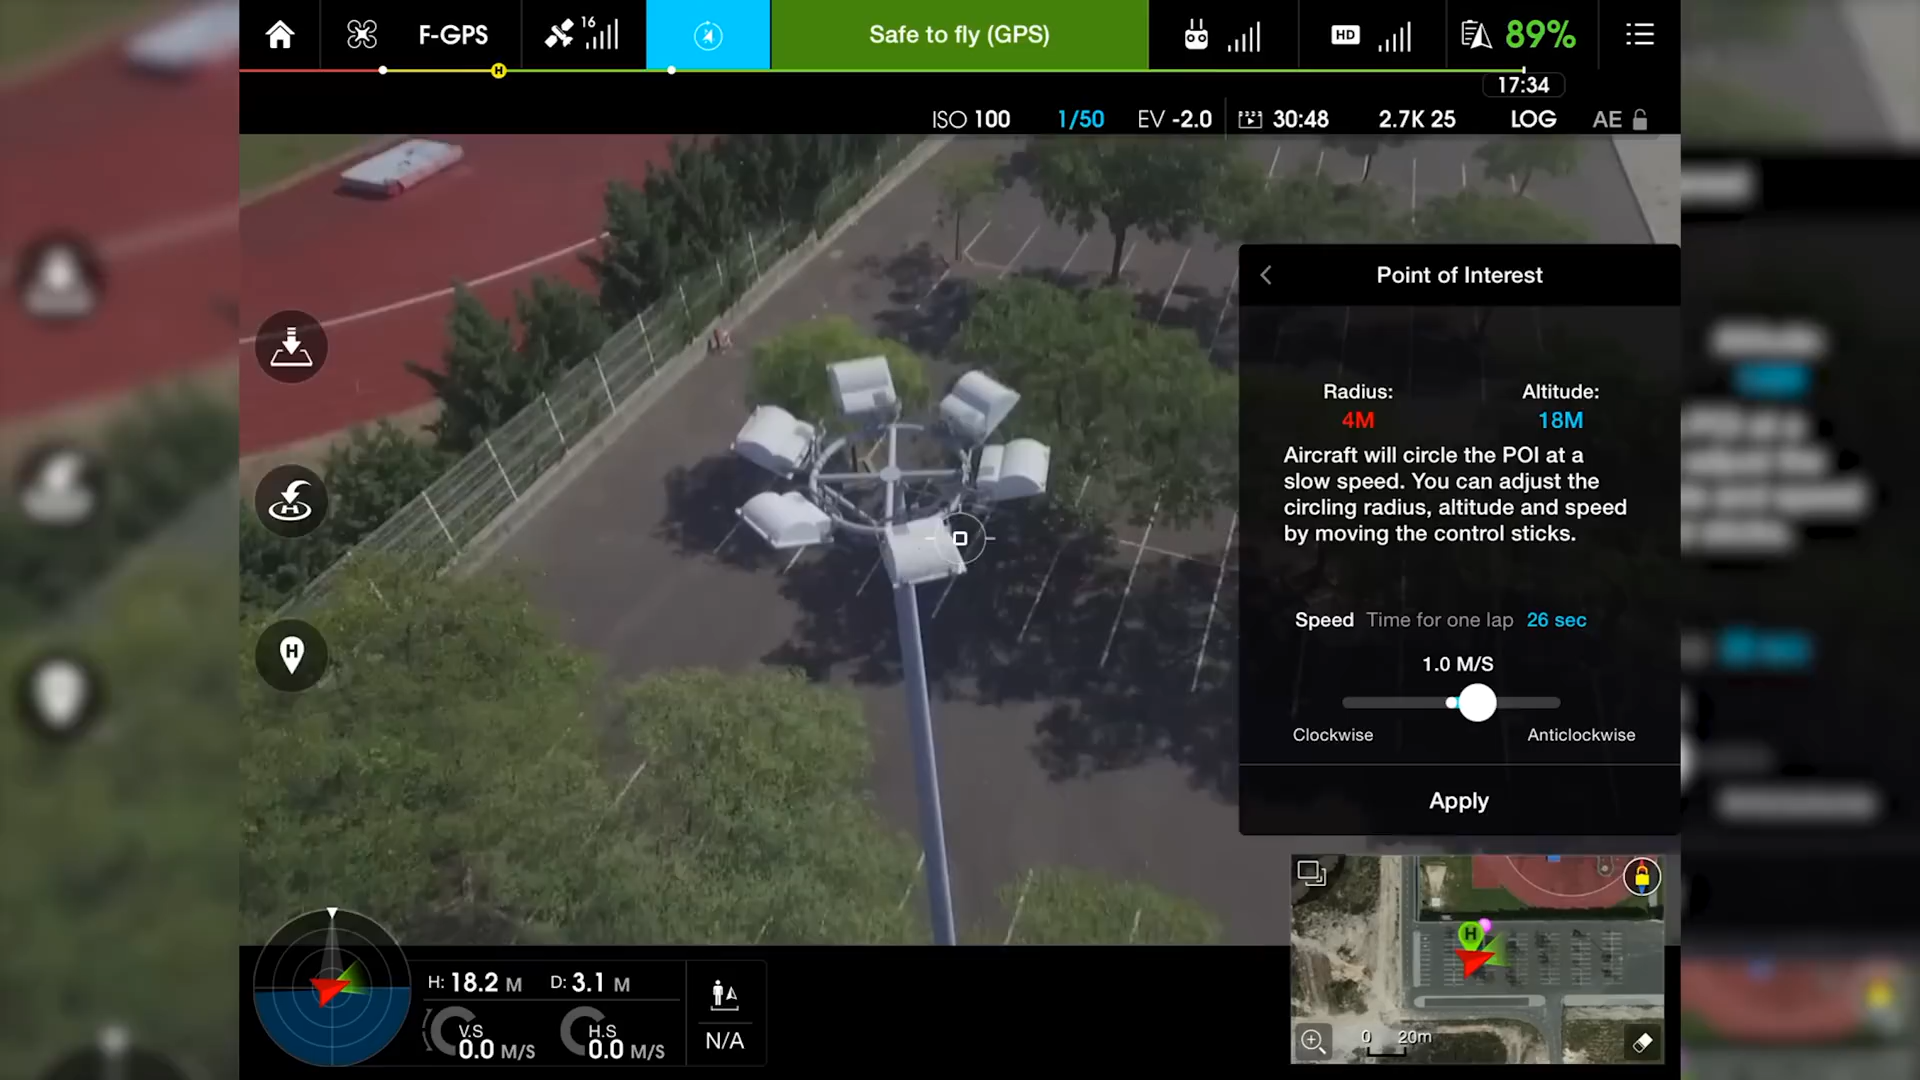 F-GPS
16
Safe to fly (GPS)
HD
89%
17:34
ISO 100
1/50
EV -2.0
30:48
2.7K 25
LOG
AE
H
Point of Interest
Radius:
Altitude:
4M
18M
Aircraft will circle the POI at a
slow speed. You can adjust the
circling radius, altitude and speed
by moving the control sticks.
Speed Time for one lap 26 sec
1.0 M/S
Clockwise
Anticlockwise
Apply
H
H
H: 18.2 M
D: 3.1 M
V.S
0.0 M/S
H.S
0.0 M/S
N/A
0 20m